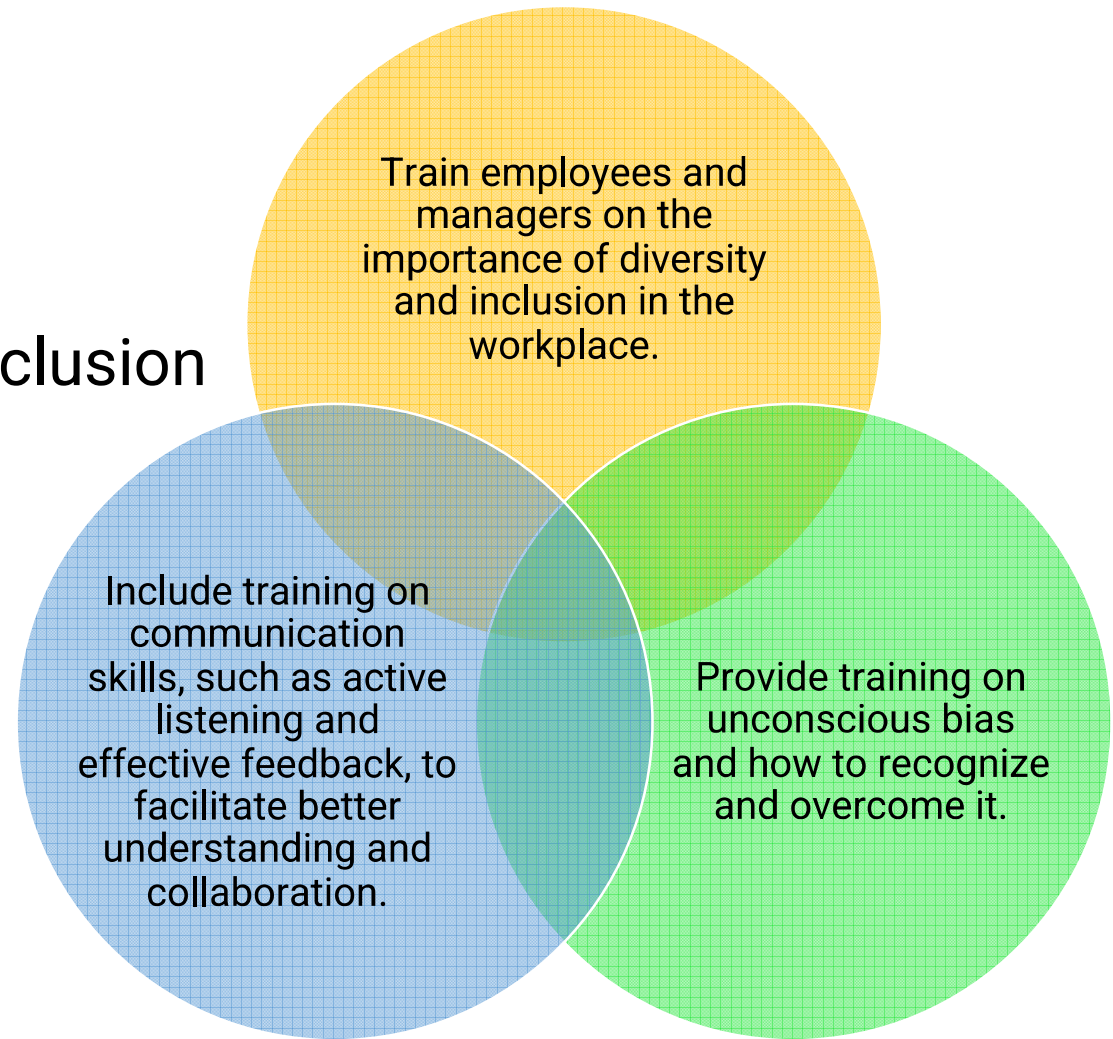 Train employees and
managers on the
importance of diversity
and inclusion in the
workplace.
clusion
Include training on
communication
skills, such as active
listening and
effective feedback, to
facilitate better
understanding and
collaboration.
Provide training on
unconscious bias
and how to recognize
and overcome it.